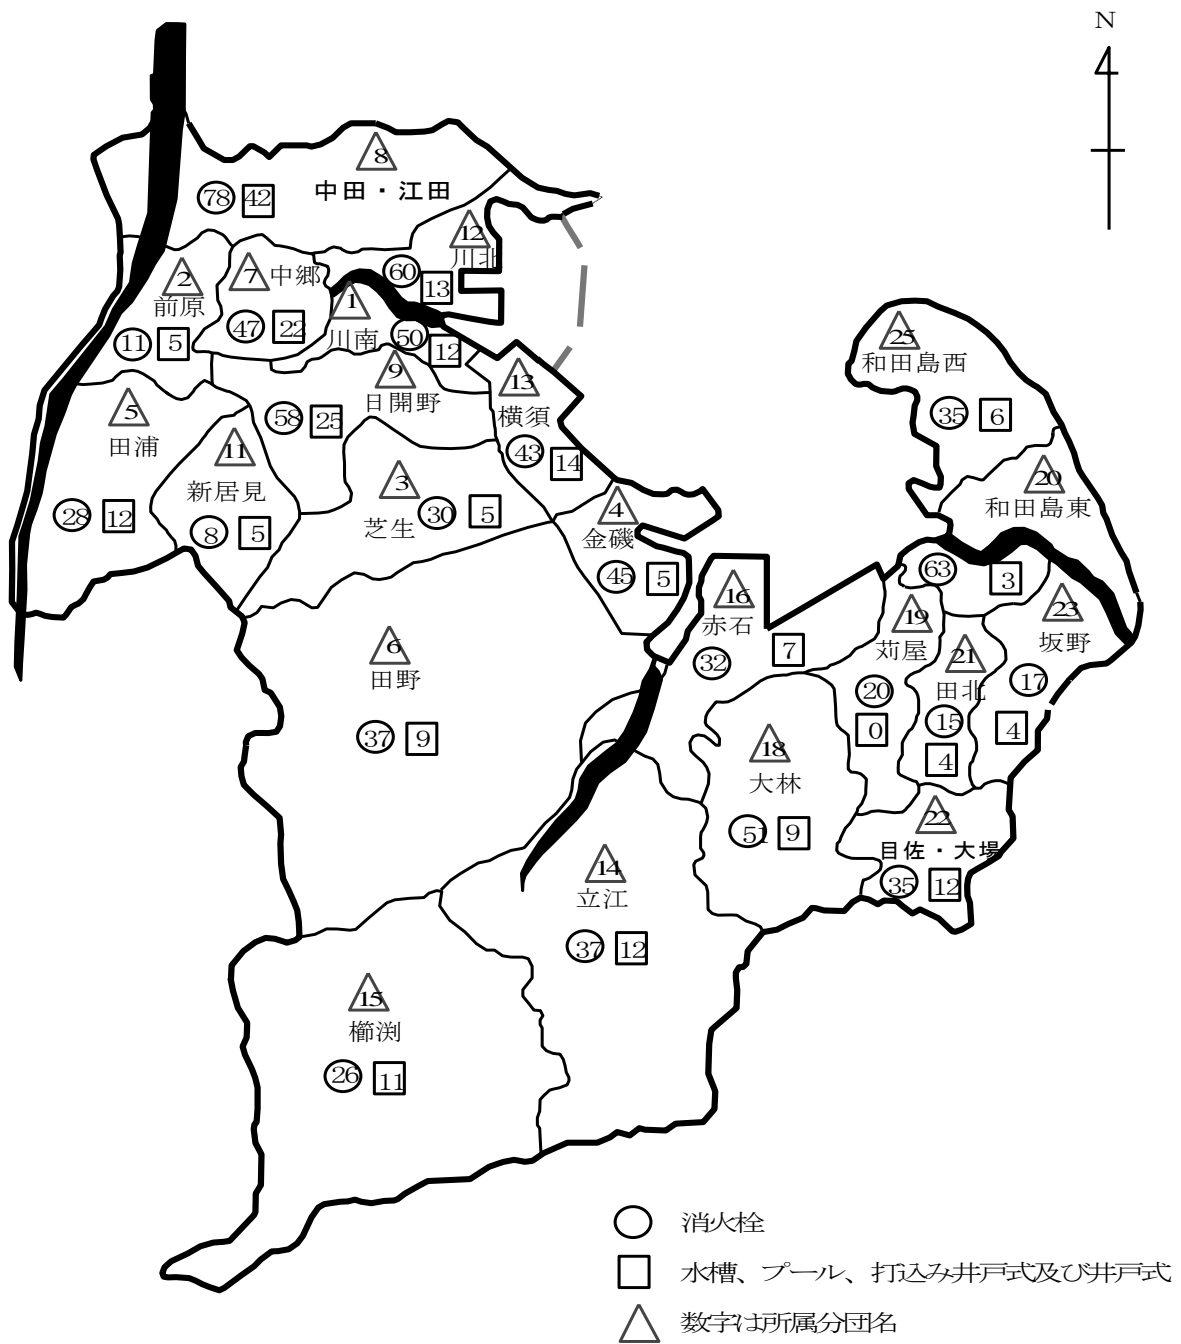 N
8
中田・江田
78 42
12
川北
60 13
2
前原
11 5
7 中郷
47 22
1
川南
50 12
9
日開野
58 25
13
横須
43 14
5
田浦
28 12
11
新居見
8 5
3
芝生
30 5
4
金磯
45 5
25
和田島西
35 6
20
和田島東
63 3
16
赤石
32 7
19
苅屋
20
0
21
田北
15
4
23
坂野
17
4
6
田野
37 9
18
大林
51 9
22
目佐・大場
35 12
14
立江
37 12
15
櫛渕
26 11
消火栓
水槽、プール、打込み井戸式及び井戸式
数字は所属分団名